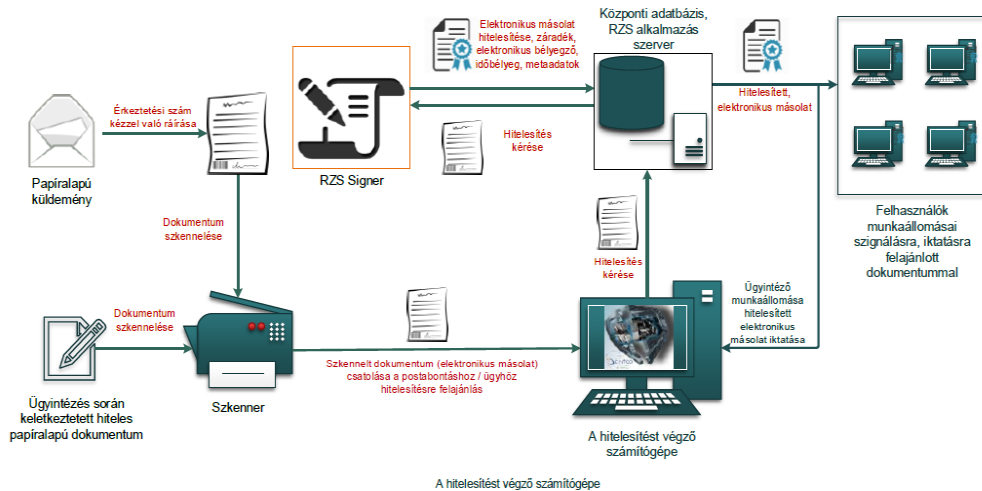 Elektronikus másolat
hitelesítése, záradék,
elektronikus bélyegző,
időbélyeg, metaadatok
Központi adatbázis,
RZS alkalmazás
szerver
Érkeztetési szám
kézzel való ráírása
Hitelesített,
elektronikus másolat
Hitelesítés
kérése
Papíralapú
küldemény
RZS Signer
Dokumentum
szkennelése
Felhasználók
munkaállomásai
szignálásra, iktatásra
felajánlott
dokumentummal
Hitelesítés
kérése
Ügyintéző
munkaállomása
hitelesített
elektronikus
másolat iktatása
Dokumentum
szkennelése
Szkennelt dokumentum (elektronikus másolat)
csatolása a postabontáshoz / ügyhöz
hitelesítésre felajánlás
Ügyintézés során
keletkeztetett hiteles
papíralapú dokumentum
Szkenner
A hitelesítést végző
számítógépe
A hitelesítést végző számítógépe